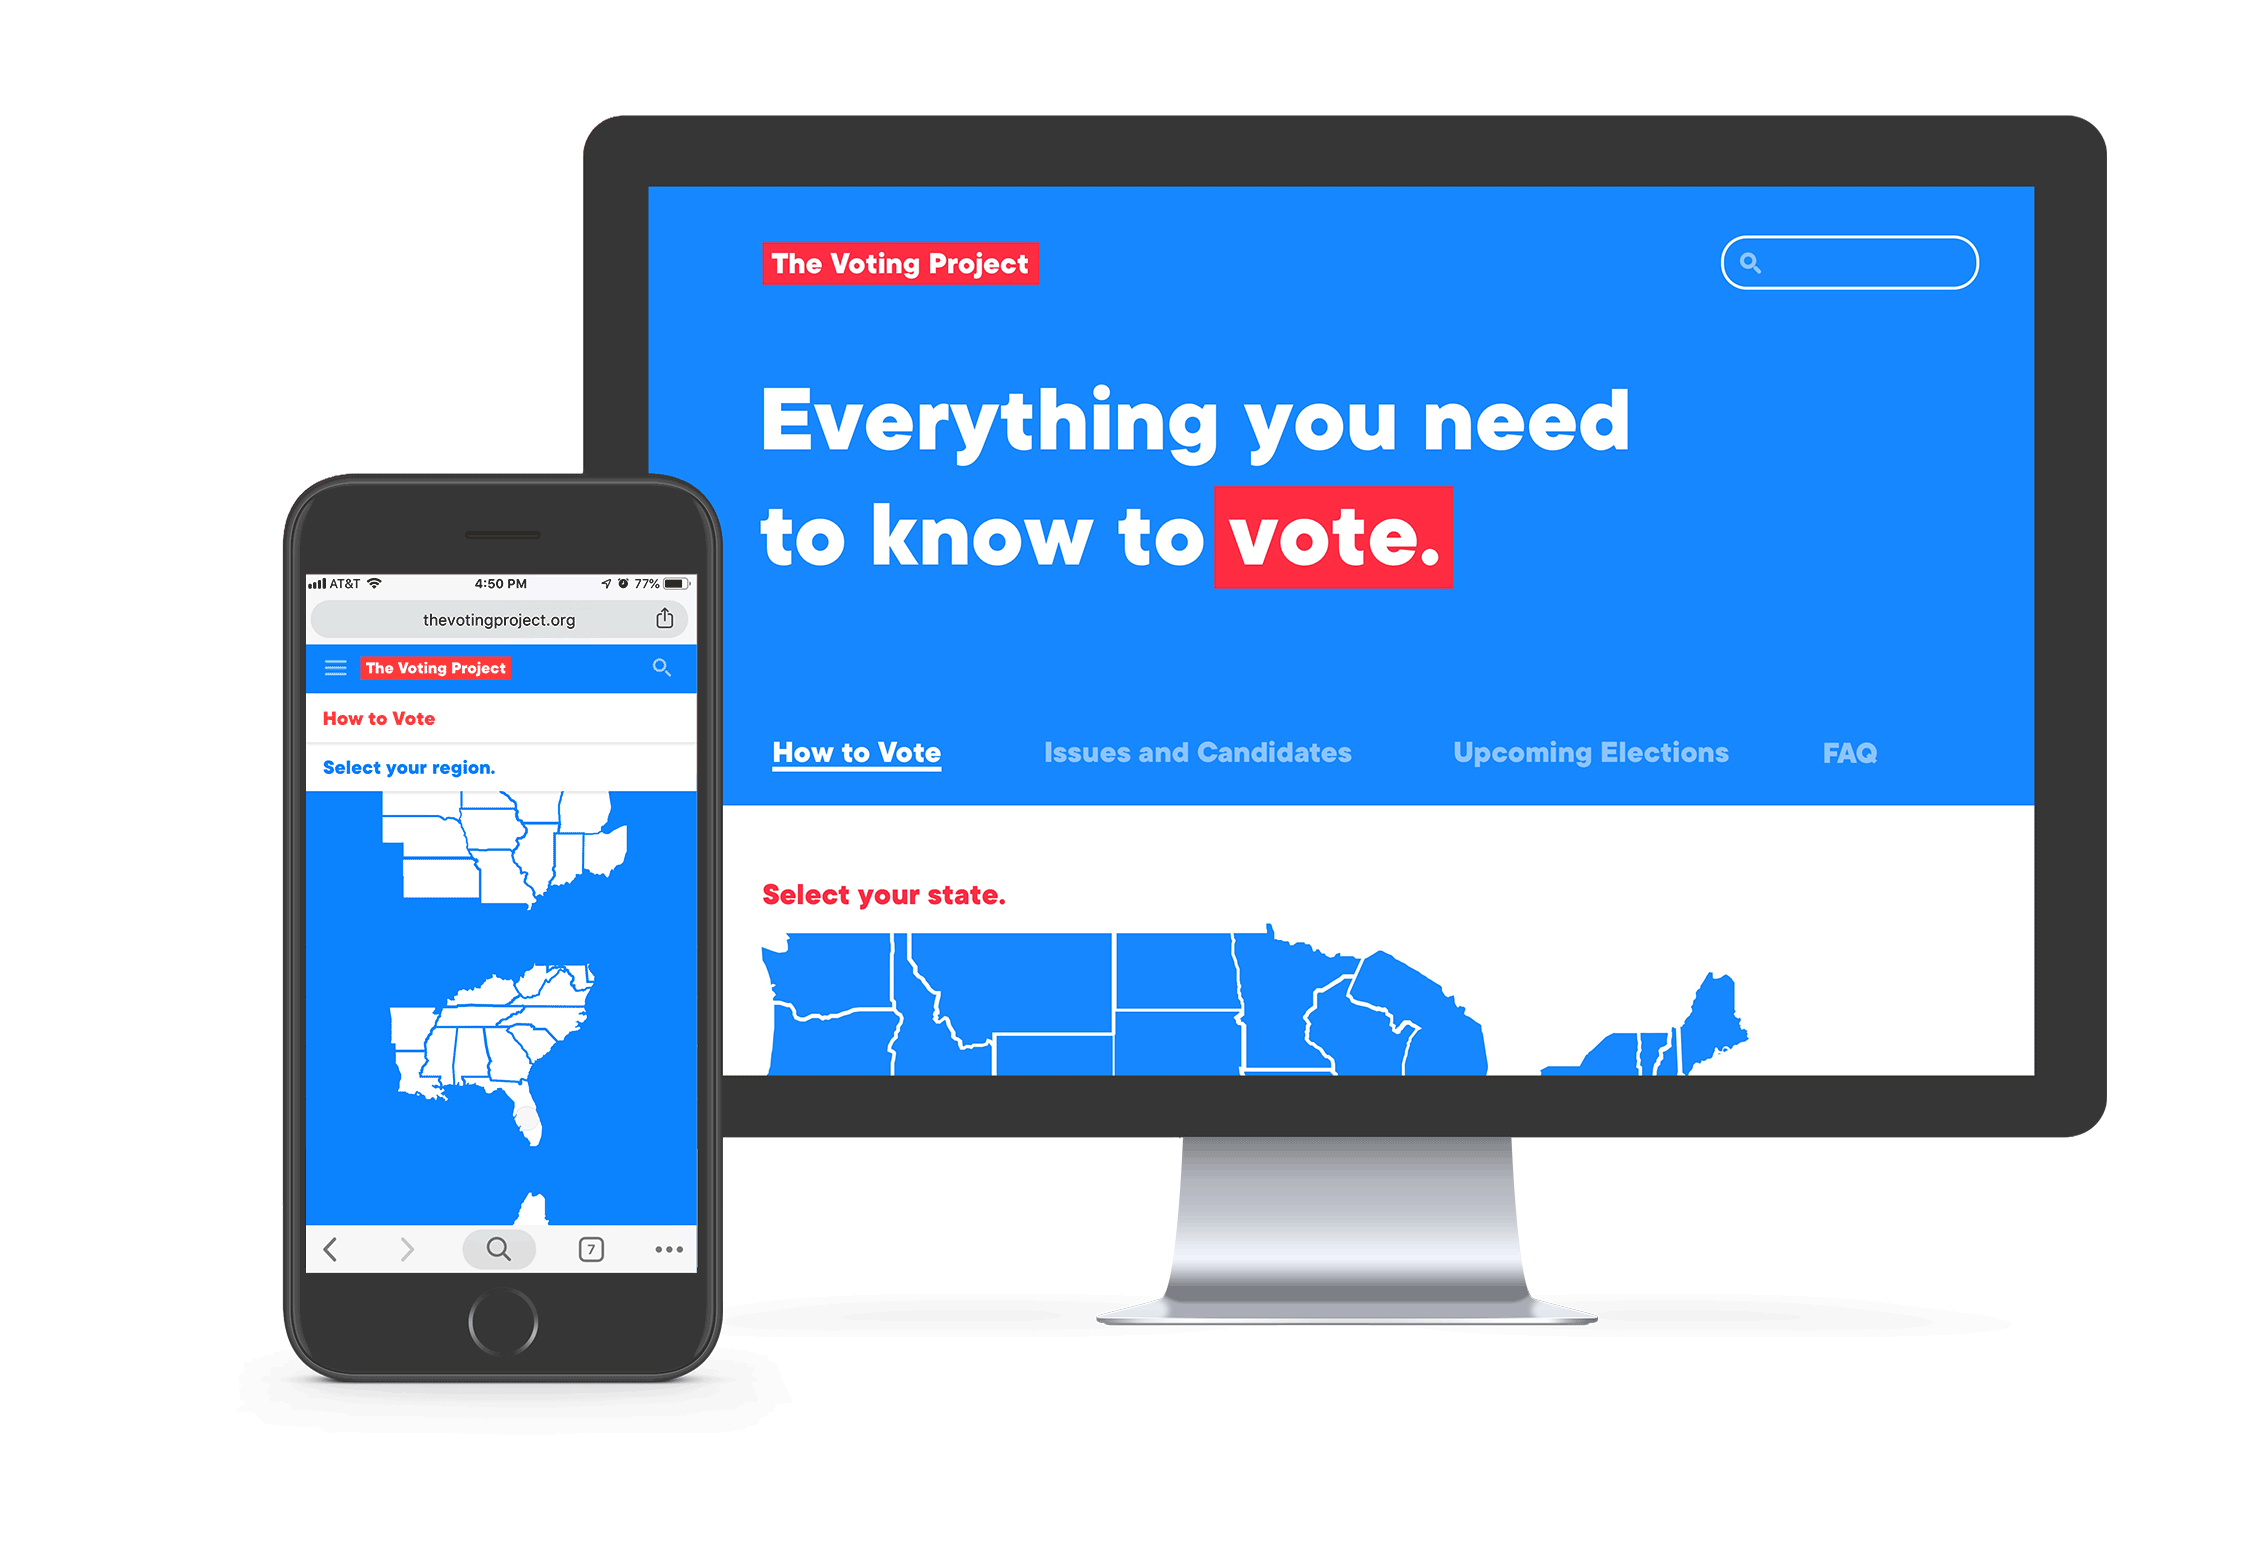 The Voting Project
Everything you need
to know to vote.
How to Vote
Issues and Candidates
Upcoming Elections
FAQ
Select your state.
AT&T
4:50 PM
77%
thevotingproject.org
The Voting Project
How to Vote
Select your region.
7